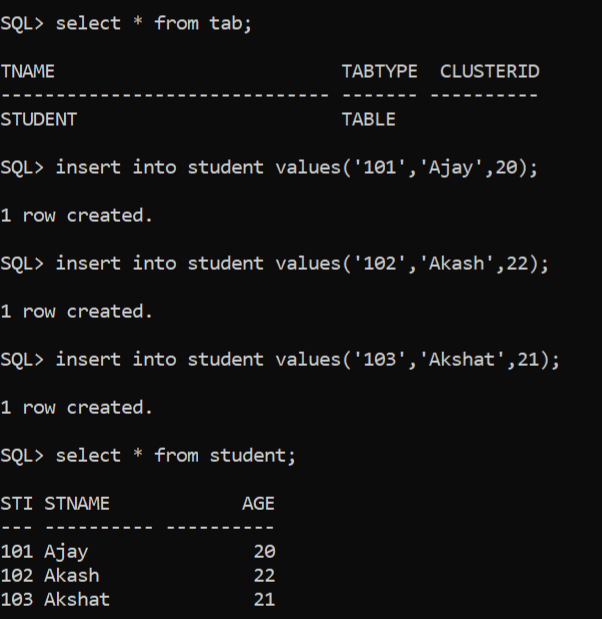 SQL> select * from tab;
TNAME                          TABTYPE  CLUSTERID
------------------------------ ------- ----------
STUDENT                        TABLE
SQL> insert into student values('101','Ajay',20);
1 row created.
SQL> insert into student values('102','Akash',22);
1 row created.
SQL> insert into student values('103','Akshat',21);
1 row created.
SQL> select * from student;
STI STNAME            AGE
--- ---------- ----------
101 Ajay               20
102 Akash              22
103 Akshat             21